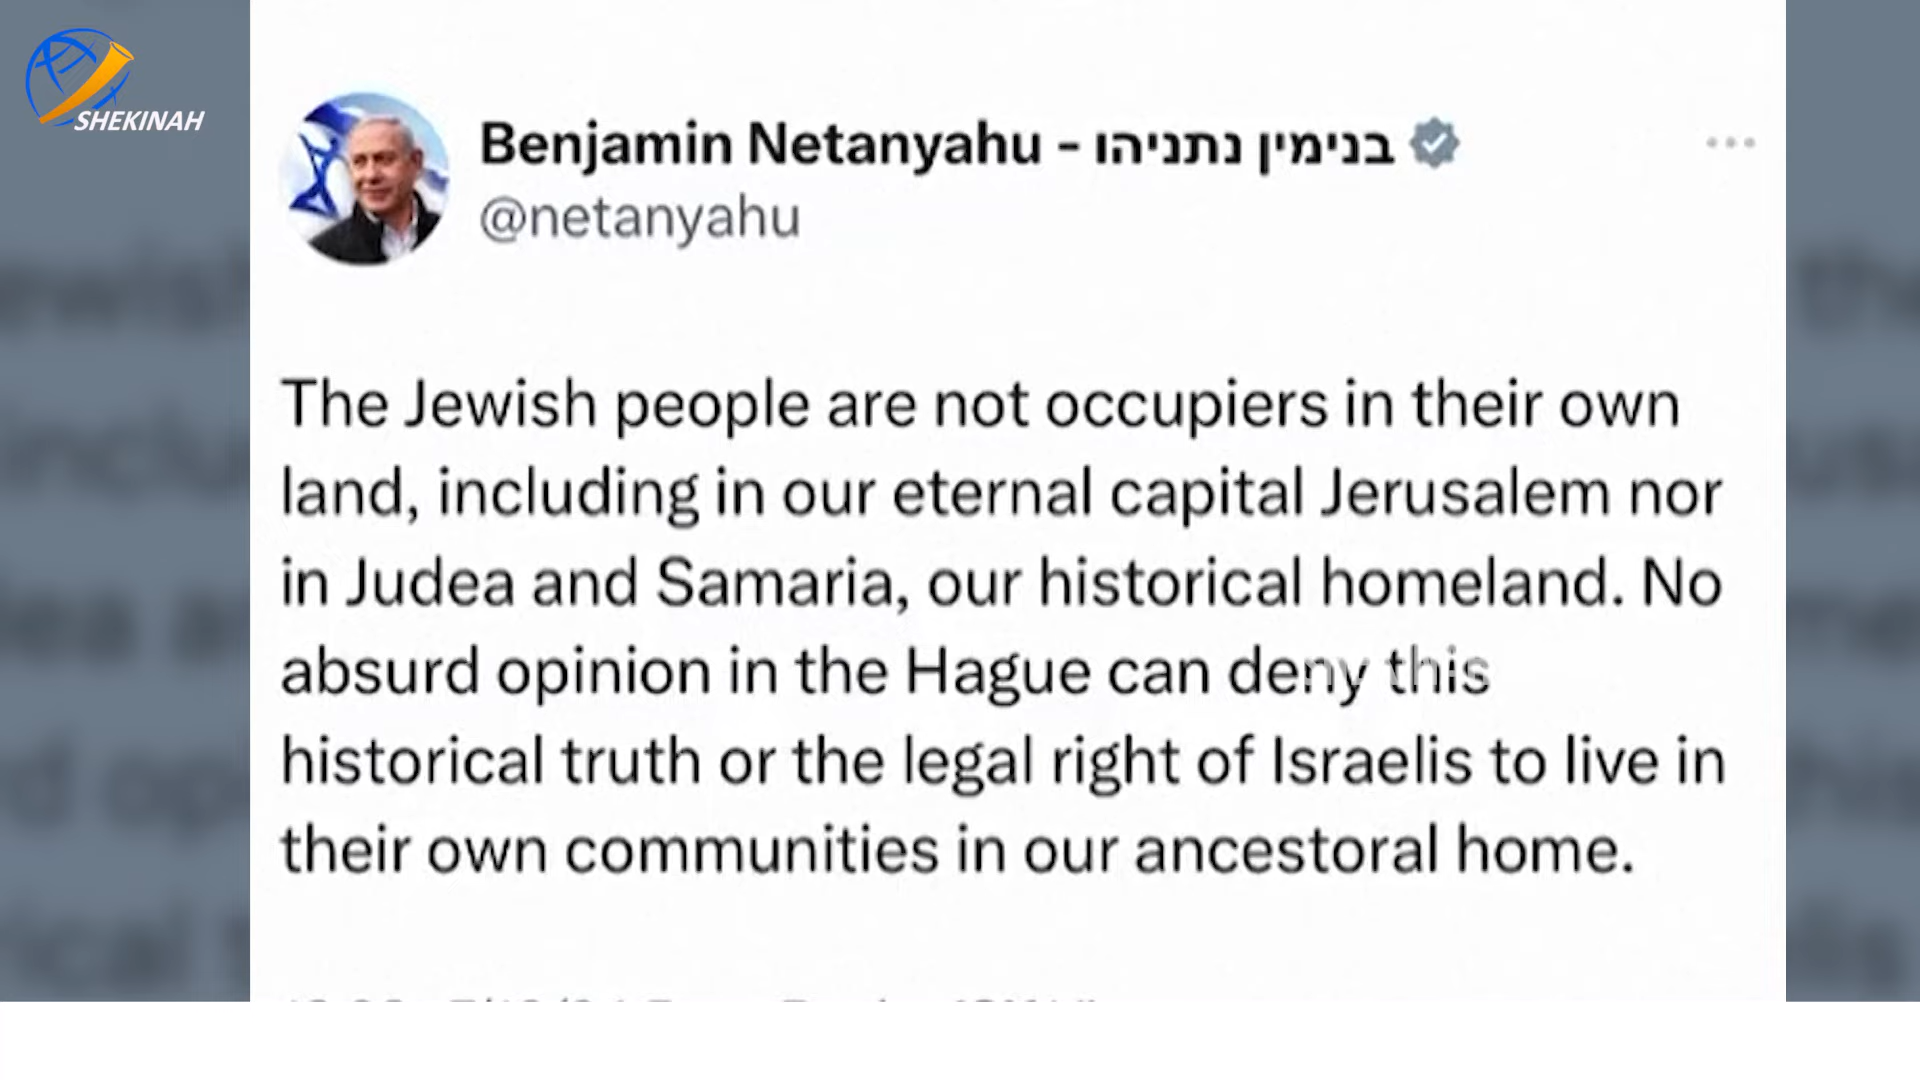 SHEKINAH
Benjamin Netanyahu - בנימין נתניהו
@netanyahu
The Jewish people are not occupiers in their own
land, including in our eternal capital Jerusalem nor
in Judea and Samaria, our historical homeland. No
absurd opinion in the Hague can deny this
historical truth or the legal right of Israelis to live in
their own communities in our ancestoral home.